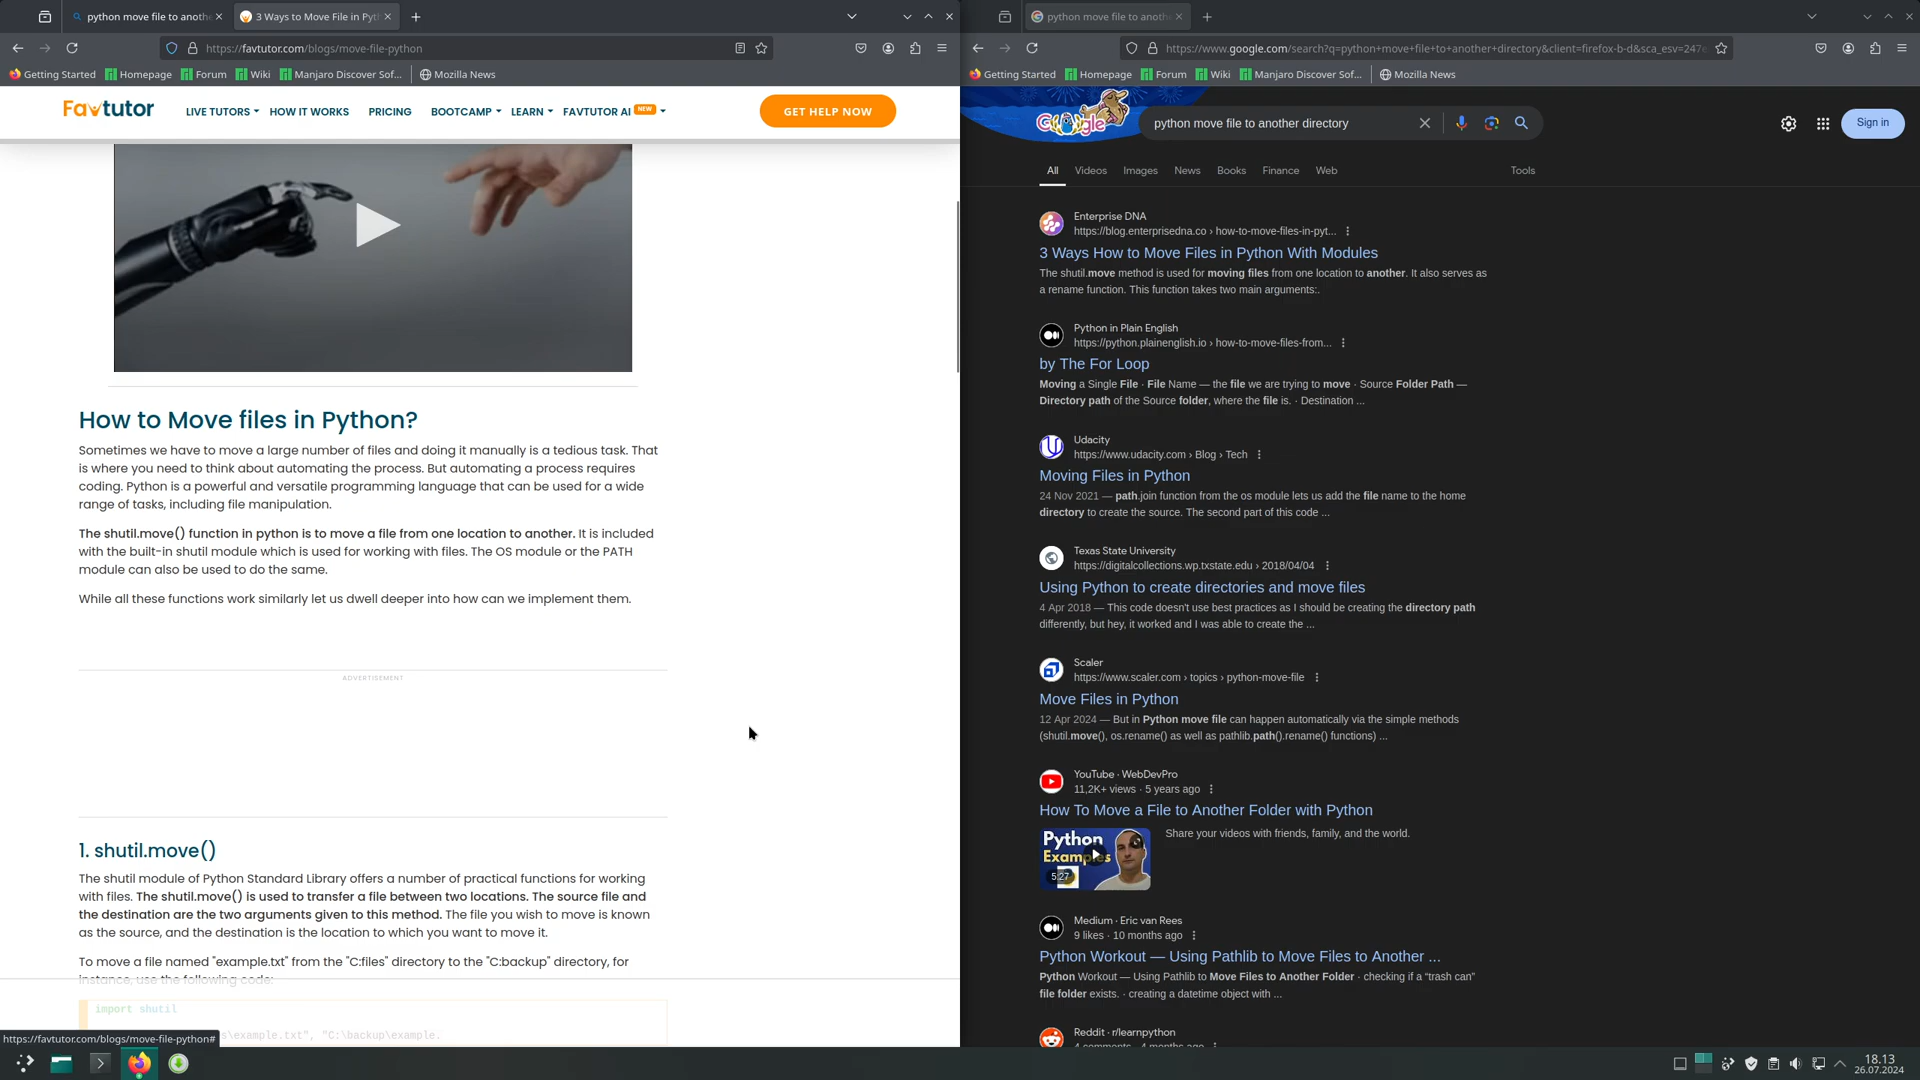 python move file to anoth
3 Ways to Move File in Pyt
https://favtutor.com/blogs/move-file-python
Getting Started
Homepage
Forum
Wiki
Manjaro Discover Sof...
Mozilla News
Favtutor
LIVE TUTORS
HOW IT WORKS
PRICING
BOOTCAMP
LEARN
FAVTUTOR AI
NEW
GET HELP NOW
How to Move files in Python?
Sometimes we have to move a large number of files and doing it manually is a tedious task. That
is where you need to think about automating the process. But automating a process requires
coding. Python is a powerful and versatile programming language that can be used for a wide
range of tasks, including file manipulation.
The shutil.move() function in python is to move a file from one location to another. It is included
with the built-in shutil module which is used for working with files. The OS module or the PATH
module can also be used to do the same.
While all these functions work similarly let us dwell deeper into how can we implement them.
ADVERTISEMENT
1. shutil.move()
The shutil module of Python Standard Library offers a number of practical functions for working
with files. The shutil.move() is used to transfer a file between two locations. The source file and
the destination are the two arguments given to this method. The file you wish to move is known
as the source, and the destination is the location to which you want to move it.
To move a file named "example.txt" from the "C:files" directory to the "C:backup" directory, for
instance, use the following code:
import shutil
s\example.txt", "C:\backup\example.
https://favtutor.com/blogs/move-file-python#
python move file to anoth
https://www.google.com/search?q=python+move+file+to+another+directory&client=firefox-b-d&sca_esv=247
Getting Started
Homepage
Forum
Wiki
Manjaro Discover Sof...
Mozilla News
Google
python move file to another directory
Sign in
All
Videos
Images
News
Books
Finance
Web
Tools
Enterprise DNA
https://blog.enterprisedna.co › how-to-move-files-in-pyt...
3 Ways How to Move Files in Python With Modules
The shutil.move method is used for moving files from one location to another. It also serves as
a rename function. This function takes two main arguments:.
Python in Plain English
https://python.plainenglish.io › how-to-move-files-from...
by The For Loop
Moving a Single File · File Name — the file we are trying to move · Source Folder Path —
Directory path of the Source folder, where the file is. · Destination ...
Udacity
https://www.udacity.com › Blog › Tech
Moving Files in Python
24 Nov 2021 — path.join function from the os module lets us add the file name to the home
directory to create the source. The second part of this code ...
Texas State University
https://digitalcollections.wp.txstate.edu › 2018/04/04
Using Python to create directories and move files
4 Apr 2018 — This code doesn't use best practices as I should be creating the directory path
differently, but hey, it worked and I was able to create the ...
Scaler
https://www.scaler.com › topics › python-move-file
Move Files in Python
12 Apr 2024 — But in Python move file can happen automatically via the simple methods
(shutil.move(), os.rename() as well as pathlib.path().rename() functions) ...
YouTube · WebDevPro
11,2K+ views · 5 years ago
How To Move a File to Another Folder with Python
Python
Examples
5:27
Share your videos with friends, family, and the world.
Medium · Eric van Rees
9 likes · 10 months ago
Python Workout — Using Pathlib to Move Files to Another ...
Python Workout — Using Pathlib to Move Files to Another Folder · checking if a “trash can”
file folder exists. · creating a datetime object with ...
Reddit · r/learnpython
4 comments · 4 months ago
18.13
26.07.2024